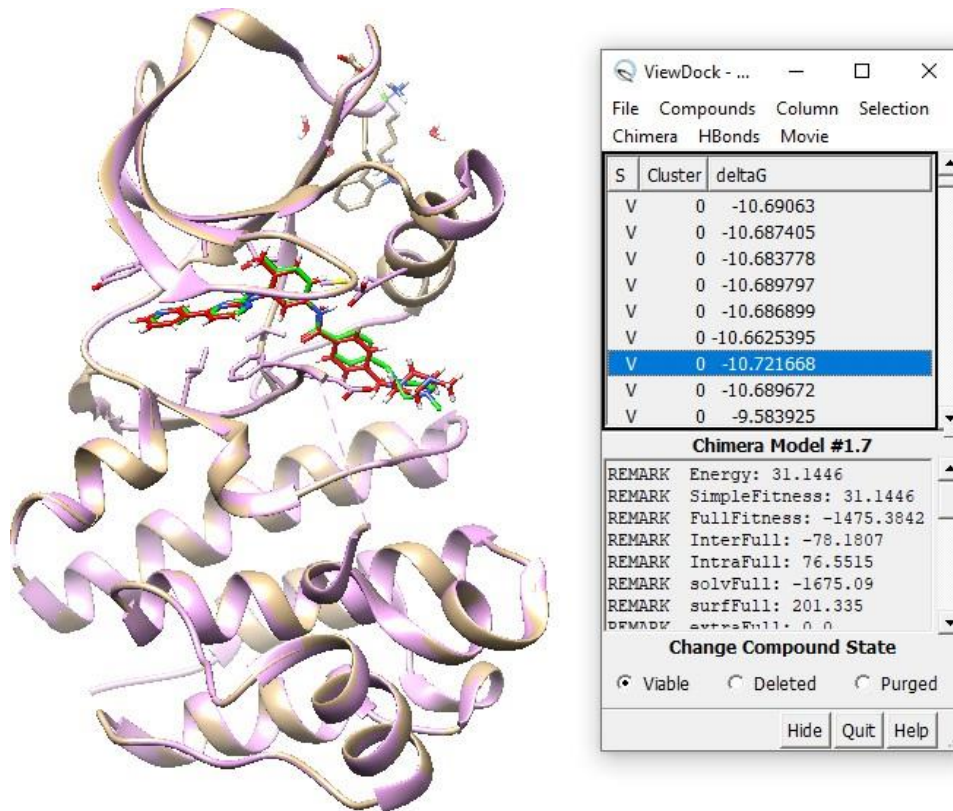 ViewDock - ...
File Compounds Column Selection
Chimera HBonds Movie
S Cluster deltaG
V 0 -10.69063
V 0 -10.687405
V 0 -10.683778
V 0 -10.689797
V 0 -10.686899
V 0 -10.6625395
V 0 -10.721668
V 0 -10.689672
V 0 -9.583925
Chimera Model #1.7
REMARK Energy: 31.1446
REMARK SimpleFitness: 31.1446
REMARK FullFitness: -1475.3842
REMARK InterFull: -78.1807
REMARK IntraFull: 76.5515
REMARK solvFull: -1675.09
REMARK surfFull: 201.335
REMARK extraFull: 0.0
Change Compound State
Viable Deleted Purged
Hide Quit Help